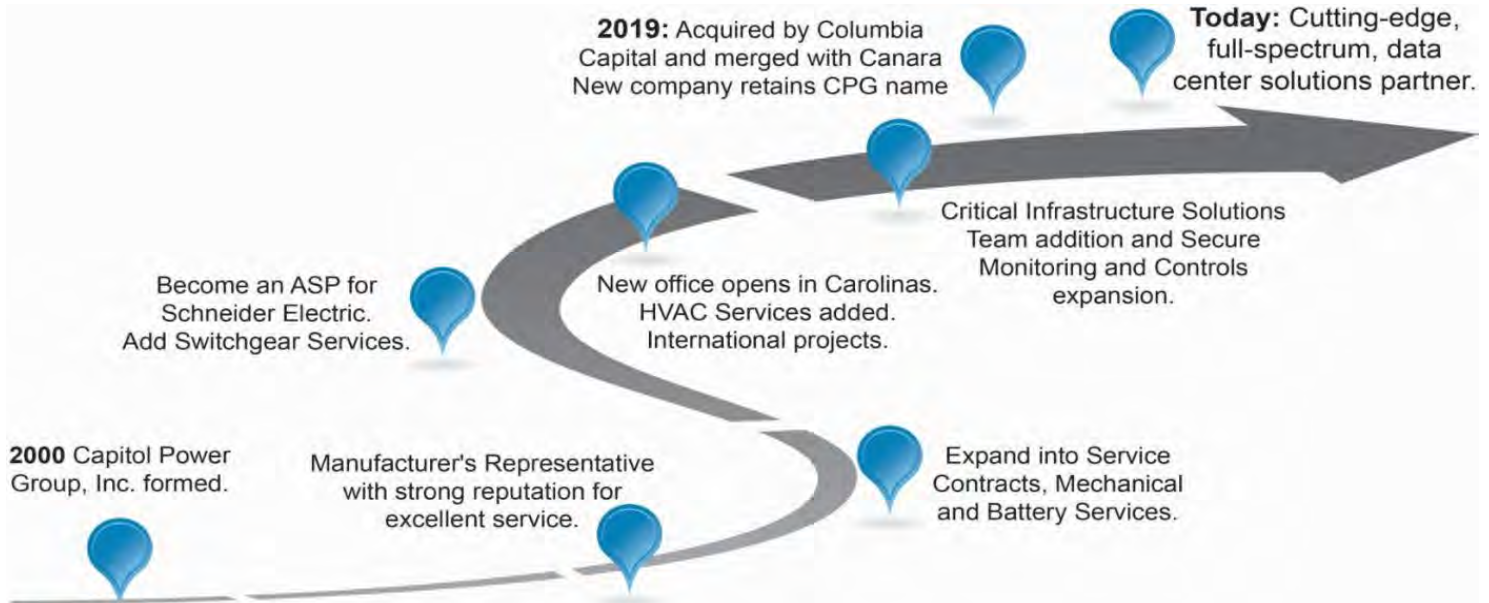 2000 Capitol Power
Group, Inc. formed.
Manufacturer's Representative
with strong reputation for
excellent service.
Expand into Service
Contracts, Mechanical
and Battery Services.
Become an ASP for
Schneider Electric.
Add Switchgear Services.
New office opens in Carolinas.
HVAC Services added.
International projects.
Critical Infrastructure Solutions
Team addition and Secure
Monitoring and Controls
expansion.
2019: Acquired by Columbia
Capital and merged with Canara
New company retains CPG name
Today: Cutting-edge,
full-spectrum, data
center solutions partner.